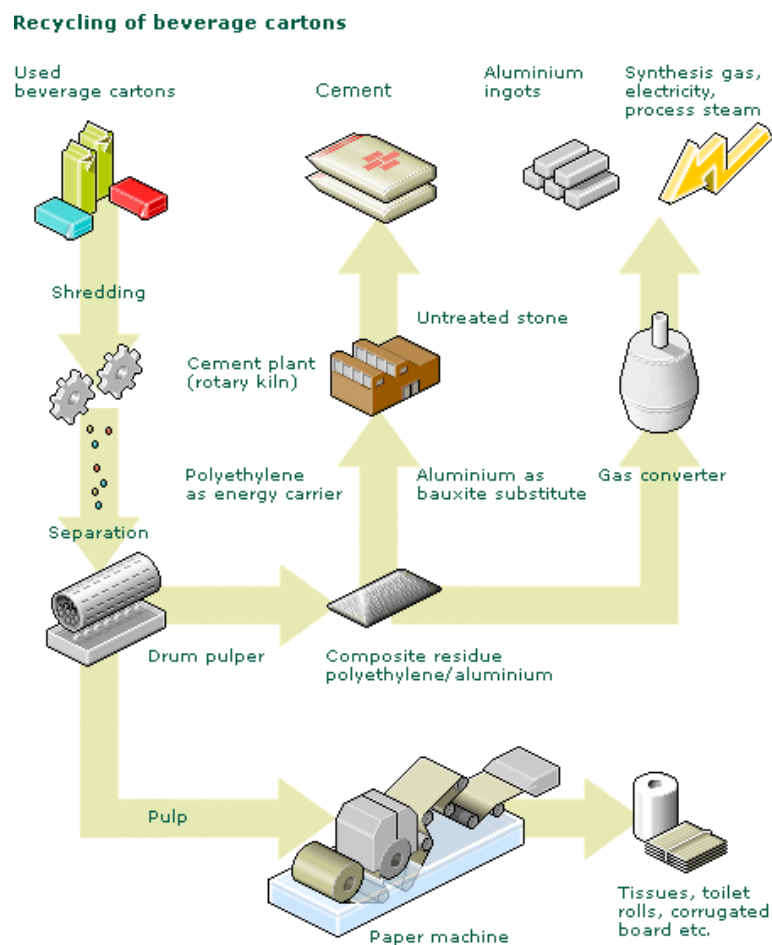 Recycling of beverage cartons
Used
beverage cartons
Cement
Aluminium
ingots
Synthesis gas,
electricity,
process steam
Shredding
Untreated stone
Cement plant
(rotary kiln)
Polyethylene
as energy carrier
Aluminium as
bauxite substitute
Gas converter
Separation
Drum pulper
Composite residue
polyethylene/aluminium
Pulp
Paper machine
Tissues, toilet
rolls, corrugated
board etc.